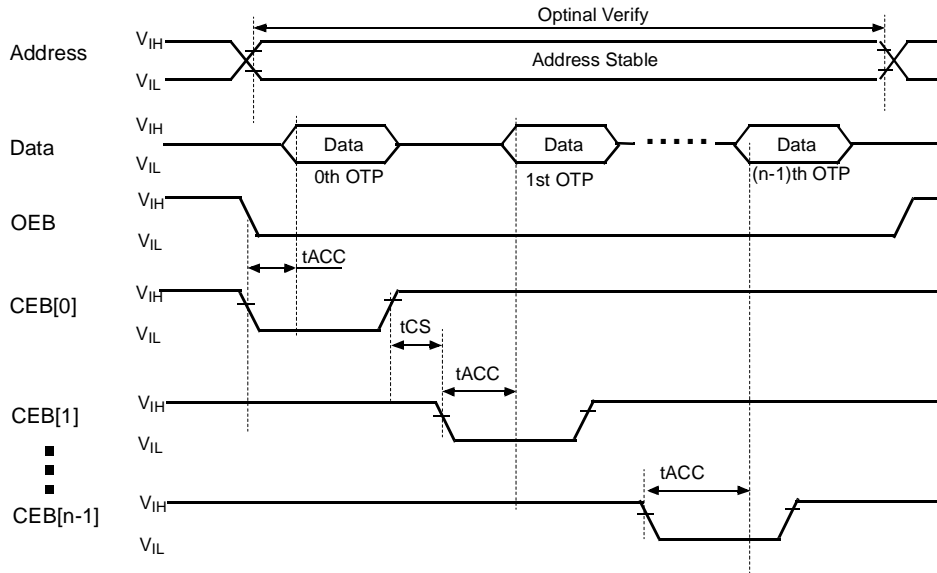 Optinal Verify
Address
VIH
VIL
Address Stable
Data
VIH
VIL
Data
Data
Data
0th OTP
1st OTP
(n-1)th OTP
OEB
VIH
VIL
tACC
CEB[0]
VIH
VIL
tCS
tACC
CEB[1]
VIH
VIL
tACC
CEB[n-1]
VIH
VIL